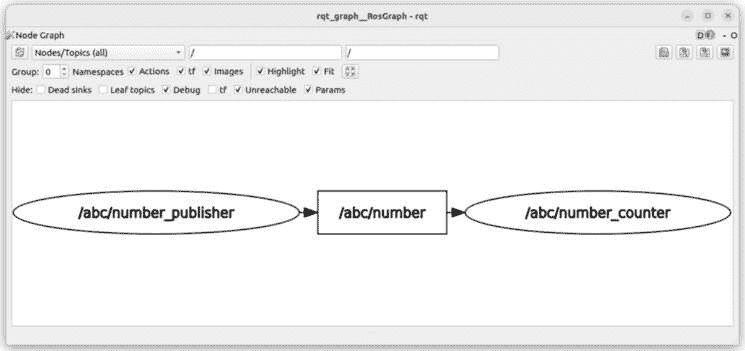 rqt_graph__RosGraph - rqt
Node Graph D - O
Nodes/Topics (all) / /
Group: 0 Namespaces Actions tf Images Highlight Fit
Hide: Dead sinks Leaf topics Debug tf Unreachable Params
/abc/number_publisher /abc/number /abc/number_counter